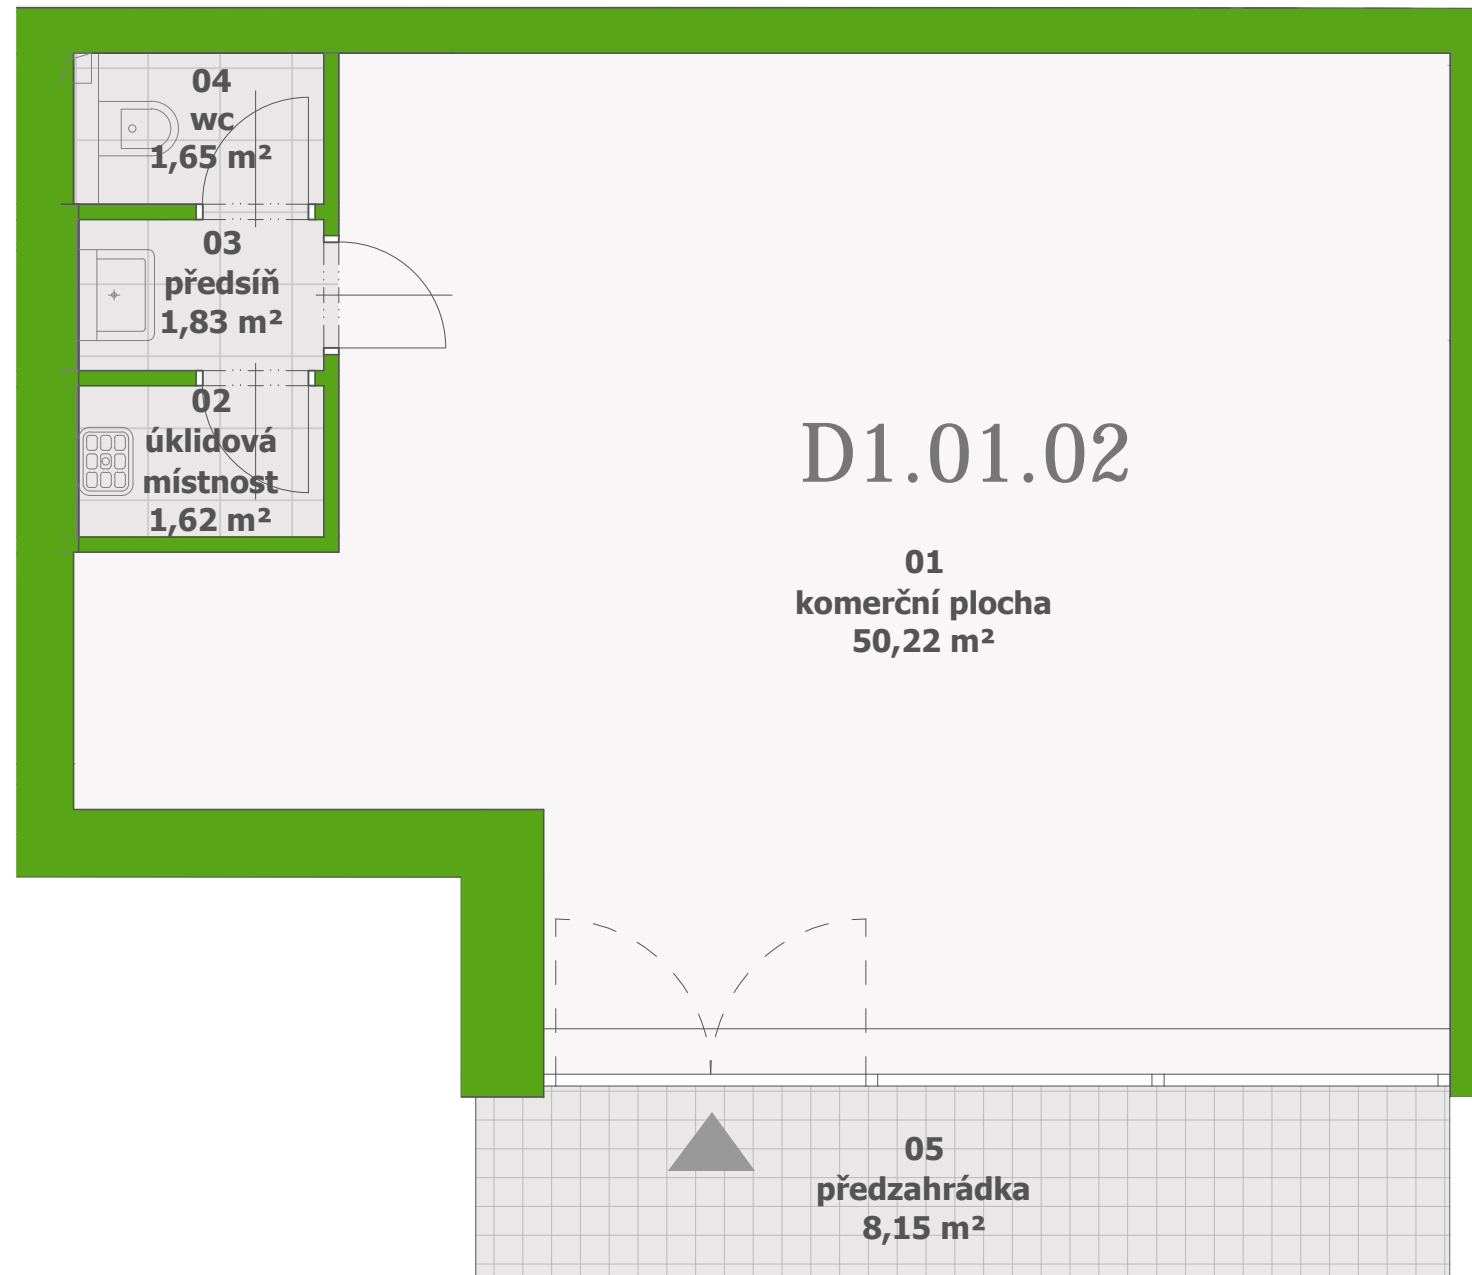 04
wc
1,65 m²
03
předsíň
1,83 m²
02
úklidová
místnost
1,62 m²
D1.01.02
01
komerční plocha
50,22 m²
05
předzahrádka
8,15 m²